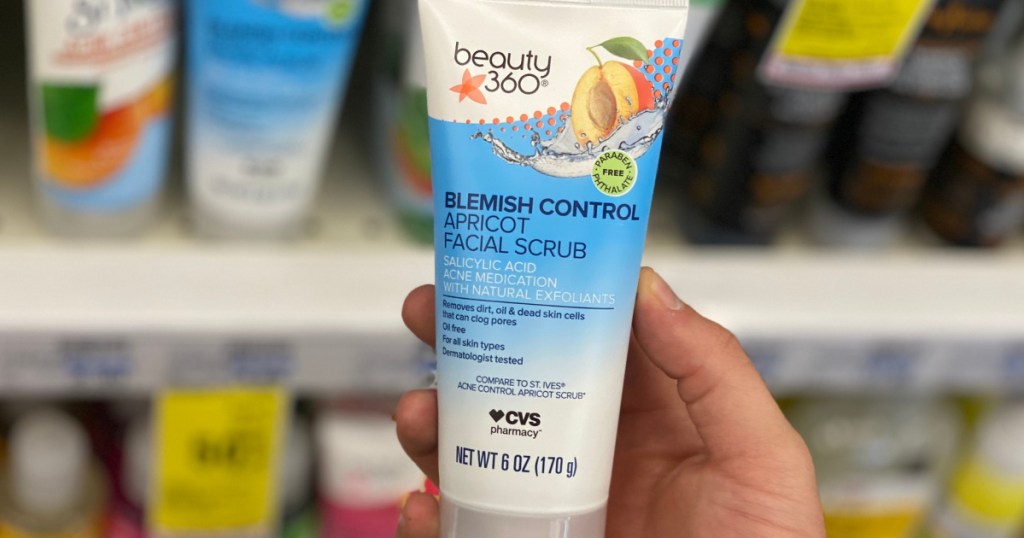 beauty
360®
PARABEN
FREE
PHTHALATE
BLEMISH CONTROL
APRICOT
FACIAL SCRUB
SALICYLIC ACID
ACNE MEDICATION
WITH NATURAL EXFOLIANTS
Removes dirt, oil & dead skin cells
that can clog pores
Oil free
For all skin types
Dermatologist tested
COMPARE TO ST. IVES®
ACNE CONTROL APRICOT SCRUB*
CVS
pharmacy™
NET WT 6 OZ (170 g)